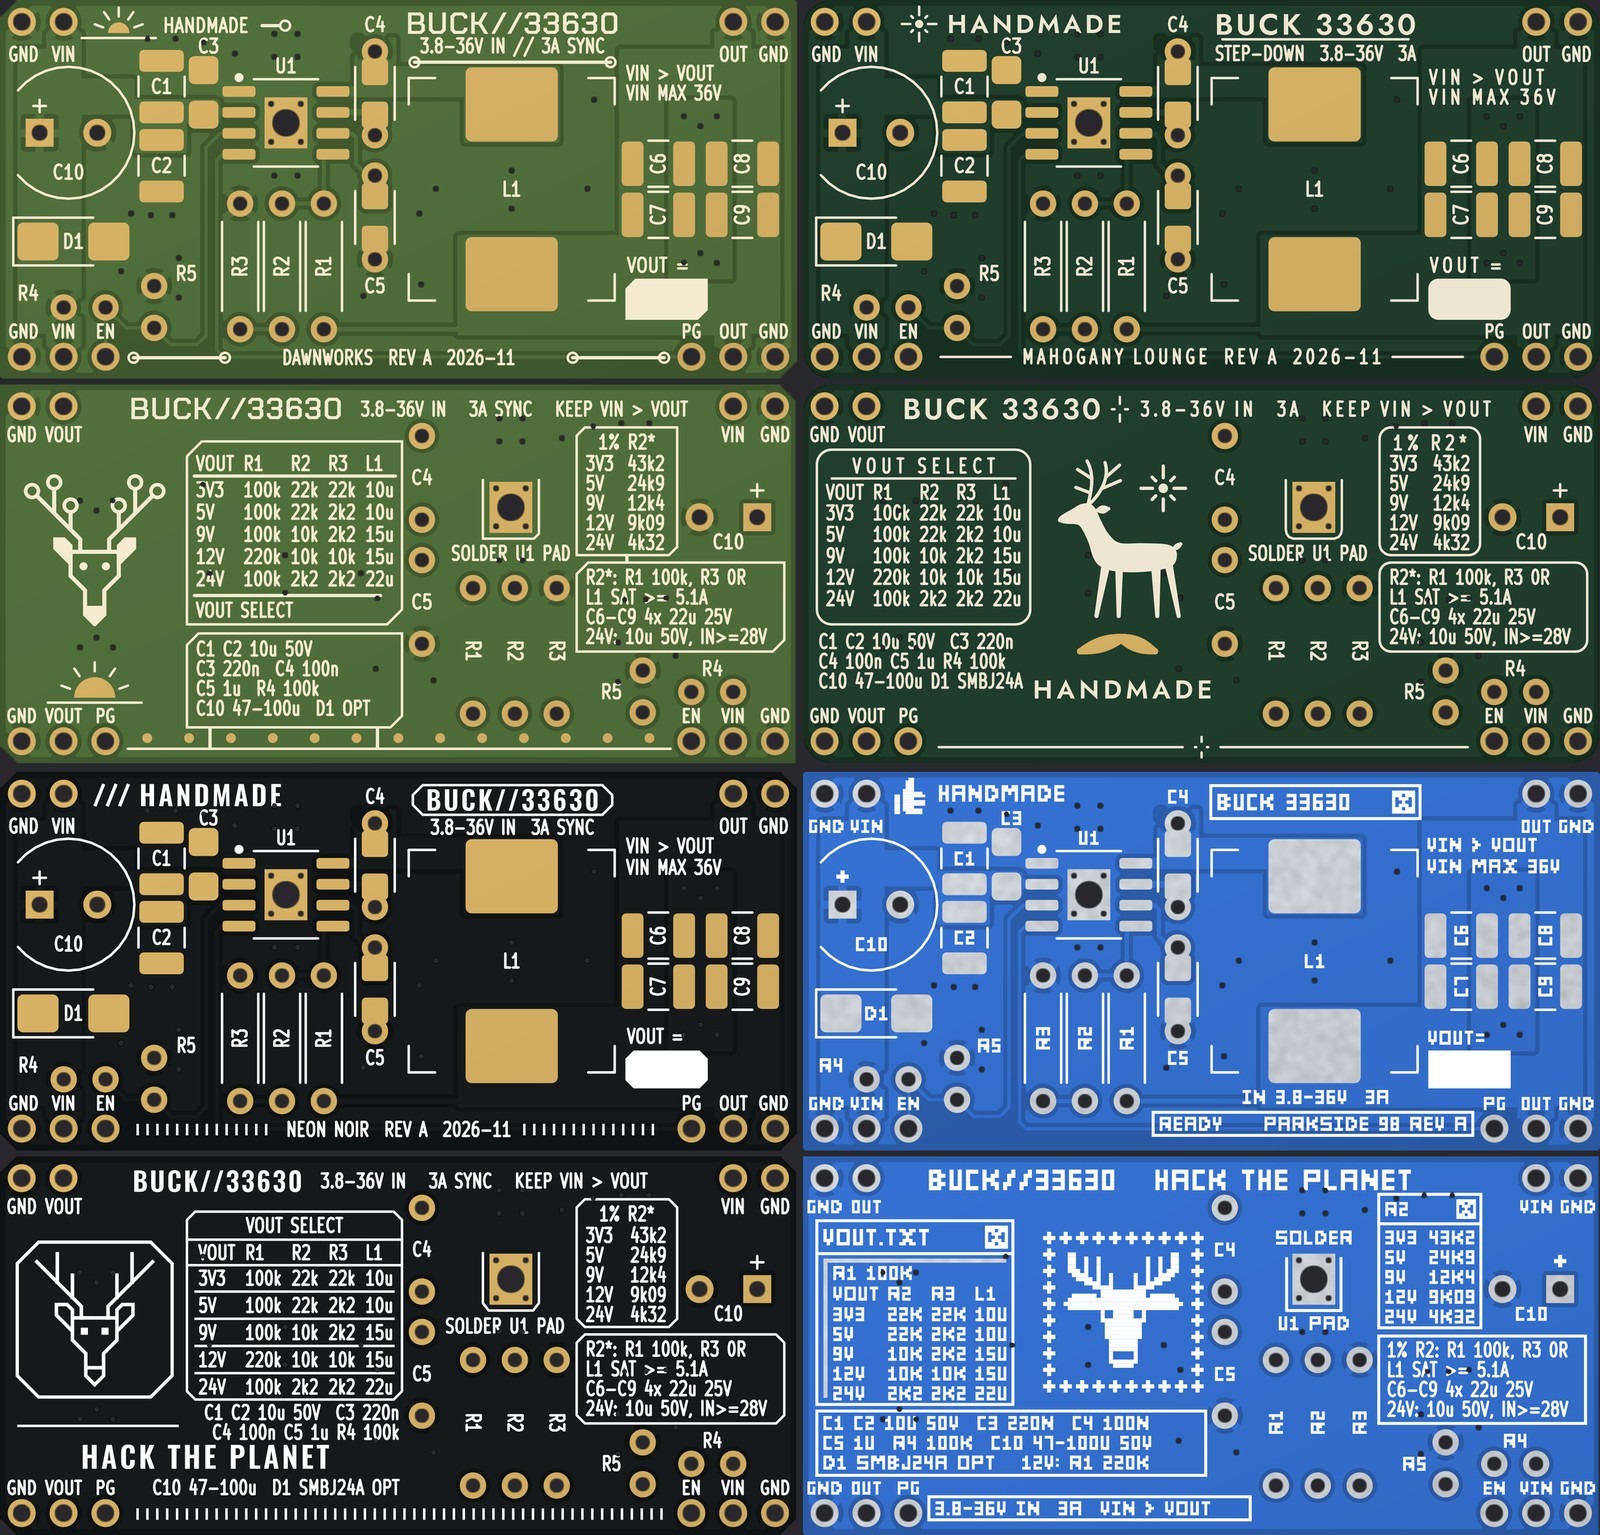 HANDMADE
C4
BUCK//33630
3.8-36V IN // 3A SYNC
GND VIN
C3
OUT GND
U1
VIN > VOUT
VIN MAX 36V
+
C1
C10
C2
C6
C8
L1
C7
C9
D1
R3
R2
R1
VOUT =
R5
R4
C5
GND VIN EN
PG OUT GND
DAWNWORKS REV A 2026-11
HANDMADE
C4
BUCK 33630
STEP-DOWN 3.8-36V 3A
GND VIN
C3
OUT GND
U1
VIN > VOUT
VIN MAX 36V
+
C1
C10
C2
C6
C8
L1
C7
C9
D1
R3
R2
R1
VOUT =
R5
R4
C5
GND VIN EN
PG OUT GND
MAHOGANY LOUNGE REV A 2026-11
BUCK//33630 3.8-36V IN 3A SYNC KEEP VIN > VOUT
GND VOUT
VIN GND
VOUT R1 R2 R3 L1
3V3 100k 22k 22k 10u
5V 100k 22k 2k2 10u
9V 100k 10k 2k2 15u
12V 220k 10k 10k 15u
24V 100k 2k2 2k2 22u
VOUT SELECT
C4
1% R2*
3V3 43k2
5V 24k9
9V 12k4
12V 9k09
24V 4k32
+
C10
SOLDER U1 PAD
C5
R2*: R1 100k, R3 OR
L1 SAT >= 5.1A
C6-C9 4x 22u 25V
24V: 10u 50V, IN>=28V
C1 C2 10u 50V
C3 220n C4 100n
C5 1u R4 100k
C10 47-100u D1 OPT
R1
R2
R3
R4
R5
GND VOUT PG
EN VIN GND
BUCK 33630 3.8-36V IN 3A KEEP VIN > VOUT
GND VOUT
VIN GND
VOUT SELECT
VOUT R1 R2 R3 L1
3V3 100k 22k 22k 10u
5V 100k 22k 2k2 10u
9V 100k 10k 2k2 15u
12V 220k 10k 10k 15u
24V 100k 2k2 2k2 22u
C4
1% R2*
3V3 43k2
5V 24k9
9V 12k4
12V 9k09
24V 4k32
+
C10
SOLDER U1 PAD
C5
R2*: R1 100k, R3 OR
L1 SAT >= 5.1A
C6-C9 4x 22u 25V
24V: 10u 50V, IN>=28V
C1 C2 10u 50V C3 220n
C4 100n C5 1u R4 100k
C10 47-100u D1 SMBJ24A
HANDMADE
R1
R2
R3
R4
R5
GND VOUT PG
EN VIN GND
/// HANDMADE
C4
BUCK//33630
3.8-36V IN 3A SYNC
GND VIN
C3
OUT GND
U1
VIN > VOUT
VIN MAX 36V
+
C1
C10
C2
C6
C8
L1
C7
C9
D1
R3
R2
R1
VOUT =
R5
R4
C5
GND VIN EN
PG OUT GND
NEON NOIR REV A 2026-11
HANDMADE
C4
BUCK 33630
GND VIN
C3
OUT GND
U1
VIN > VOUT
VIN MAX 36V
+
C1
C10
C2
C6
C8
L1
C7
C9
D1
R3
R2
R1
VOUT=
R5
R4
C5
IN 3.8-36V 3A
GND VIN EN
PG OUT GND
READY PARKSIDE 98 REV A
BUCK//33630 3.8-36V IN 3A SYNC KEEP VIN > VOUT
GND VOUT
VIN GND
VOUT SELECT
VOUT R1 R2 R3 L1
3V3 100k 22k 22k 10u
5V 100k 22k 2k2 10u
9V 100k 10k 2k2 15u
12V 220k 10k 10k 15u
24V 100k 2k2 2k2 22u
C4
1% R2*
3V3 43k2
5V 24k9
9V 12k4
12V 9k09
24V 4k32
+
C10
SOLDER U1 PAD
C5
R2*: R1 100k, R3 OR
L1 SAT >= 5.1A
C6-C9 4x 22u 25V
24V: 10u 50V, IN>=28V
C1 C2 10u 50V C3 220n
C4 100n C5 1u R4 100k
HACK THE PLANET
C10 47-100u D1 SMBJ24A OPT
R1
R2
R3
R4
R5
GND VOUT PG
EN VIN GND
BUCK//33630 HACK THE PLANET
GND OUT
VIN GND
VOUT.TXT
R1 100K
VOUT R2 R3 L1
3V3 22K 22K 10U
5V 22K 2K2 10U
9V 10K 2K2 15U
12V 10K 10K 15U
24V 2K2 2K2 22U
C4
SOLDER
U1 PAD
R2
3V3 43K2
5V 24K9
9V 12K4
12V 9K09
24V 4K32
+
C10
C5
1% R2: R1 100k, R3 OR
L1 SAT >= 5.1A
C6-C9 4x 22u 25V
24V: 10u 50V, IN>=28V
C1 C2 10U 50V C3 220N C4 100N
C5 1U R4 100K C10 47-100U 50V
D1 SMBJ24A OPT 12V: R1 220K
R1
R2
R3
R4
R5
GND OUT PG
3.8-36V IN 3A VIN > VOUT
EN VIN GND